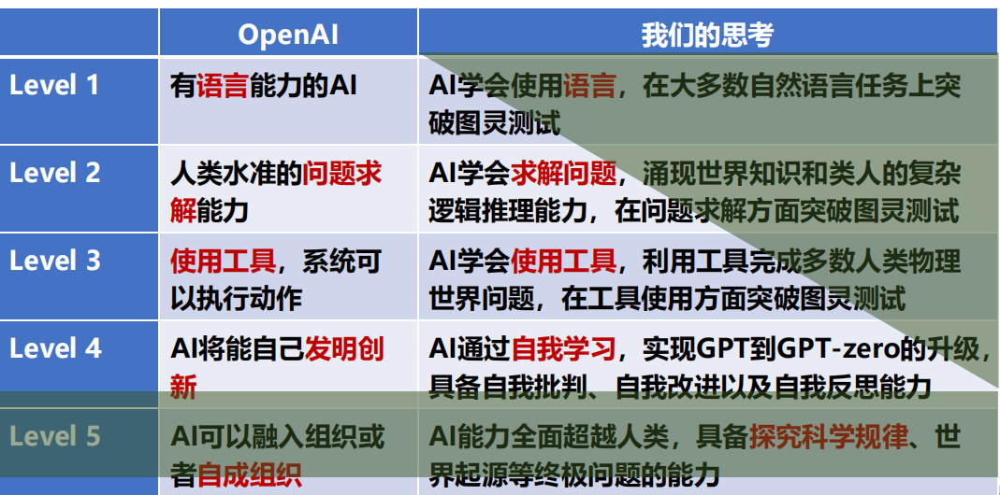 OpenAI
我们的思考
Level 1
有语言能力的AI
AI学会使用语言，在大多数自然语言任务上突
破图灵测试
Level 2
人类水准的问题求
解能力
AI学会求解问题，涌现世界知识和类人的复杂
逻辑推理能力，在问题求解方面突破图灵测试
Level 3
使用工具，系统可
以执行动作
AI学会使用工具，利用工具完成多数人类物理
世界问题，在工具使用方面突破图灵测试
Level 4
AI将能自己发明创
新
AI通过自我学习，实现GPT到GPT-zero的升级，
具备自我批判、自我改进以及自我反思能力
Level 5
AI可以融入组织或
者自成组织
AI能力全面超越人类，具备探究科学规律、世
界起源等终极问题的能力